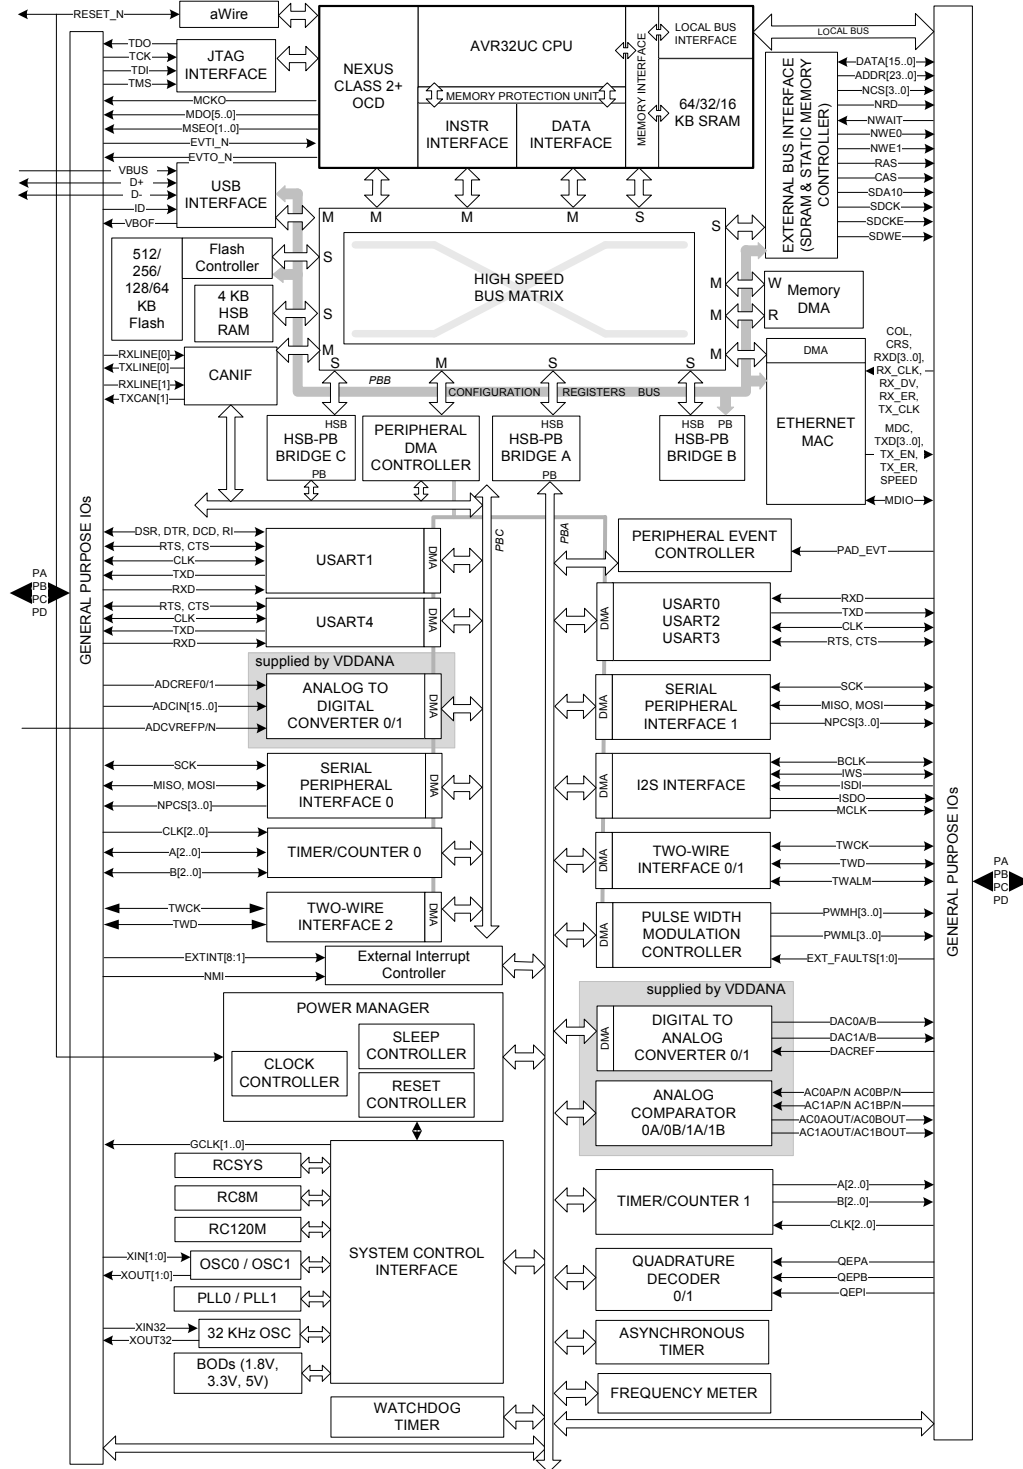 RESET_N
aWire
TDO
TCK
TDI
TMS
JTAG
INTERFACE
MCKO
MDO[5..0]
MSEO[1..0]
EVTI_N
EVTO_N
VBUS
D+
D-
ID
VBOF
USB
INTERFACE
NEXUS
CLASS 2+
OCD
AVR32UC CPU
MEMORY PROTECTION UNIT
INSTR
INTERFACE
DATA
INTERFACE
MEMORY INTERFACE
LOCAL BUS
INTERFACE
64/32/16
KB SRAM
LOCAL BUS
EXTERNAL BUS INTERFACE
(SDRAM & STATIC MEMORY
CONTROLLER)
DATA[15..0]
ADDR[23..0]
NCS[3..0]
NRD
NWAIT
NWE0
NWE1
RAS
CAS
SDA10
SDCK
SDCKE
SDWE
512/
256/
128/64
KB
Flash
Flash
Controller
4 KB
HSB
RAM
M
M
M
M
S
S
S
S
M
S
M
S
S
M
M
M
HIGH SPEED
BUS MATRIX
W
R
Memory
DMA
RXLINE[0]
TXLINE[0]
RXLINE[1]
TXCAN[1]
CANIF
PBB
CONFIGURATION REGISTERS BUS
DMA
ETHERNET
MAC
COL,
CRS,
RXD[3..0],
RX_CLK,
RX_DV,
RX_ER,
TX_CLK
MDC,
TXD[3..0],
TX_EN,
TX_ER,
SPEED
MDIO
HSB
HSB-PB
BRIDGE C
PB
PERIPHERAL
DMA
CONTROLLER
HSB
HSB-PB
BRIDGE A
PB
HSB PB
HSB-PB
BRIDGE B
GENERAL PURPOSE IOs
PA
PB
PC
PD
PBC
PBA
DSR, DTR, DCD, RI
RTS, CTS
CLK
TXD
RXD
USART1
DMA
RTS, CTS
CLK
TXD
RXD
USART4
DMA
supplied by VDDANA
ADCREF0/1
ADCIN[15..0]
ADCVREFP/N
ANALOG TO
DIGITAL
CONVERTER 0/1
DMA
SCK
MISO, MOSI
NPCS[3..0]
SERIAL
PERIPHERAL
INTERFACE 0
DMA
CLK[2..0]
A[2..0]
B[2..0]
TIMER/COUNTER 0
TWCK
TWD
TWO-WIRE
INTERFACE 2
DMA
EXTINT[8:1]
NMI
External Interrupt
Controller
POWER MANAGER
CLOCK
CONTROLLER
SLEEP
CONTROLLER
RESET
CONTROLLER
GCLK[1..0]
RCSYS
RC8M
RC120M
XIN[1:0]
XOUT[1:0]
OSC0 / OSC1
PLL0 / PLL1
XIN32
XOUT32
32 KHz OSC
BODs (1.8V,
3.3V, 5V)
SYSTEM CONTROL
INTERFACE
WATCHDOG
TIMER
PERIPHERAL EVENT
CONTROLLER
PAD_EVT
DMA
USART0
USART2
USART3
RXD
TXD
CLK
RTS, CTS
DMA
SERIAL
PERIPHERAL
INTERFACE 1
SCK
MISO, MOSI
NPCS[3..0]
DMA
I2S INTERFACE
BCLK
IWS
ISDI
ISDO
MCLK
DMA
TWO-WIRE
INTERFACE 0/1
TWCK
TWD
TWALM
DMA
PULSE WIDTH
MODULATION
CONTROLLER
PWMH[3..0]
PWML[3..0]
EXT_FAULTS[1:0]
supplied by VDDANA
DMA
DIGITAL TO
ANALOG
CONVERTER 0/1
DAC0A/B
DAC1A/B
DACREF
ANALOG
COMPARATOR
0A/0B/1A/1B
AC0AP/N AC0BP/N
AC1AP/N AC1BP/N
AC0AOUT/AC0BOUT
AC1AOUT/AC1BOUT
TIMER/COUNTER 1
A[2..0]
B[2..0]
CLK[2..0]
QUADRATURE
DECODER
0/1
QEPA
QEPB
QEPI
ASYNCHRONOUS
TIMER
FREQUENCY METER
GENERAL PURPOSE IOs
PA
PB
PC
PD